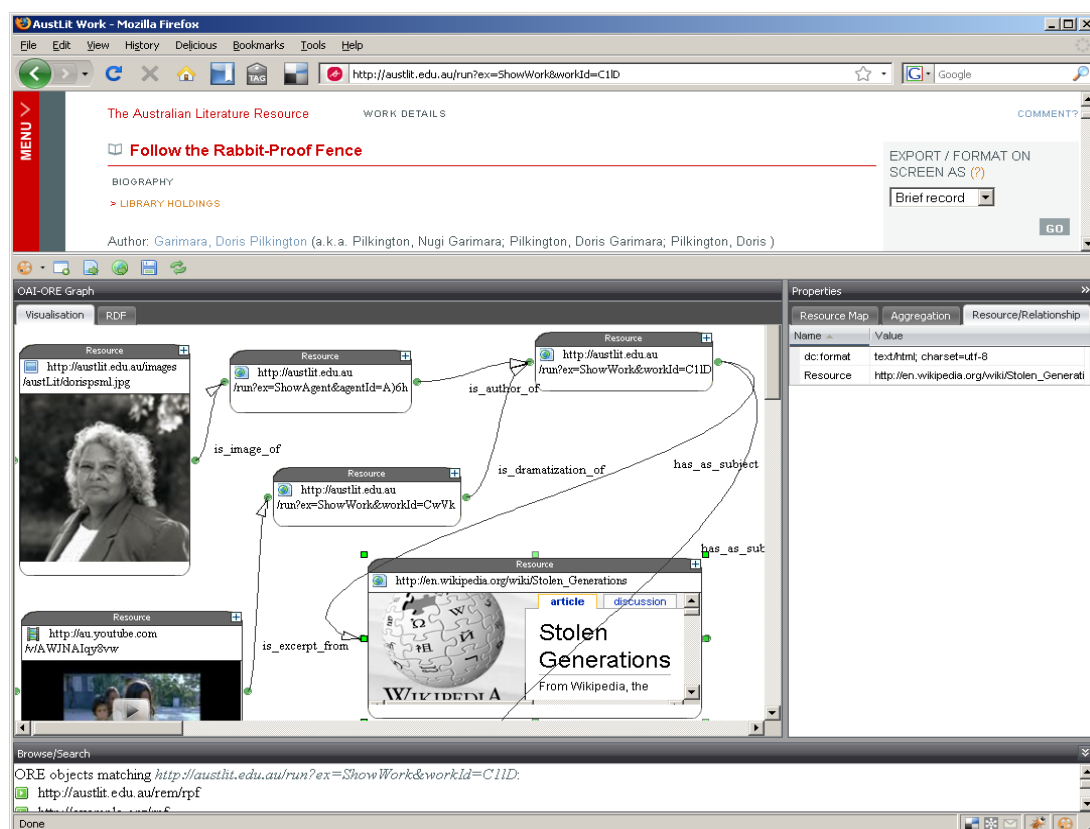 AustLit Work - Mozilla Firefox
File Edit View History Delicious Bookmarks Tools Help
TAG
http://austlit.edu.au/run?ex=ShowWork&workId=C1lD
G Google
MENU >
The Australian Literature Resource
WORK DETAILS
COMMENT?
Follow the Rabbit-Proof Fence
BIOGRAPHY
> LIBRARY HOLDINGS
EXPORT / FORMAT ON
SCREEN AS (?)
Brief record
GO
Author: Garimara, Doris Pilkington (a.k.a. Pilkington, Nugi Garimara; Pilkington, Doris Garimara; Pilkington, Doris )
OAI-ORE Graph
Visualisation RDF
Resource
http://austlit.edu.au/images
/austLit/dorispsml.jpg
Resource
http://austlit.edu.au
/run?ex=ShowAgent&agentId=A)6h
Resource
http://austlit.edu.au
/run?ex=ShowWork&workId=C1lD
is_author_of
is_image_of
is_dramatization_of
has_as_subject
Resource
http://austlit.edu.au
/run?ex=ShowWork&workId=CwVk
has_as_sub
Resource
http://en.wikipedia.org/wiki/Stolen_Generations
article discussion
Stolen
Generations
From Wikipedia, the
WIKIPEDIA
is_excerpt_from
Resource
http://au.youtube.com
/v/AWJNAIqy8vw
Properties
Resource Map Aggregation Resource/Relationship
Name Value
dc:format text/html; charset=utf-8
Resource http://en.wikipedia.org/wiki/Stolen_Generati
Browse/Search
ORE objects matching http://austlit.edu.au/run?ex=ShowWork&workId=C1lD:
http://austlit.edu.au/rem/rpf
Done